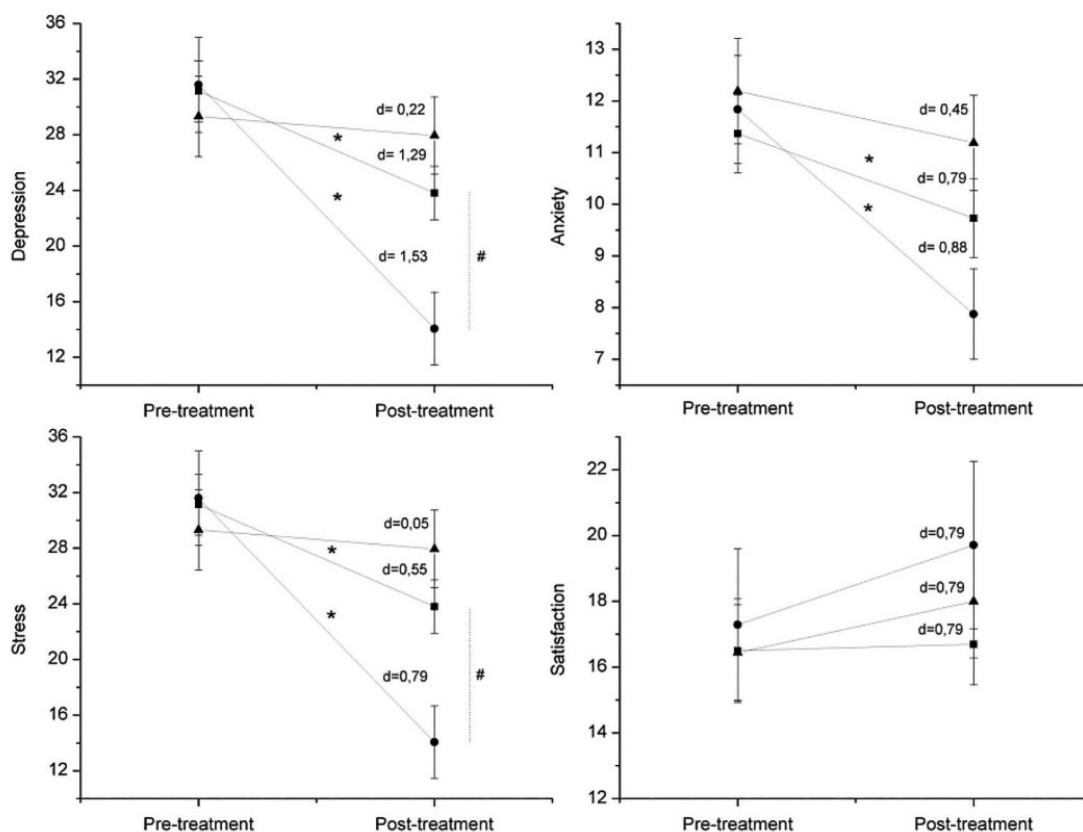 Depression
36
32
28
24
20
16
12
d= 0,22
*
d= 1,29
*
d= 1,53
#
Pre-treatment
Post-treatment
Anxiety
13
12
11
10
9
8
7
d= 0,45
*
d= 0,79
*
d= 0,88
Pre-treatment
Post-treatment
Stress
36
32
28
24
20
16
12
d=0,05
*
d=0,55
*
d=0,79
#
Pre-treatment
Post-treatment
Satisfaction
22
20
18
16
14
12
d=0,79
d=0,79
d=0,79
Pre-treatment
Post-treatment